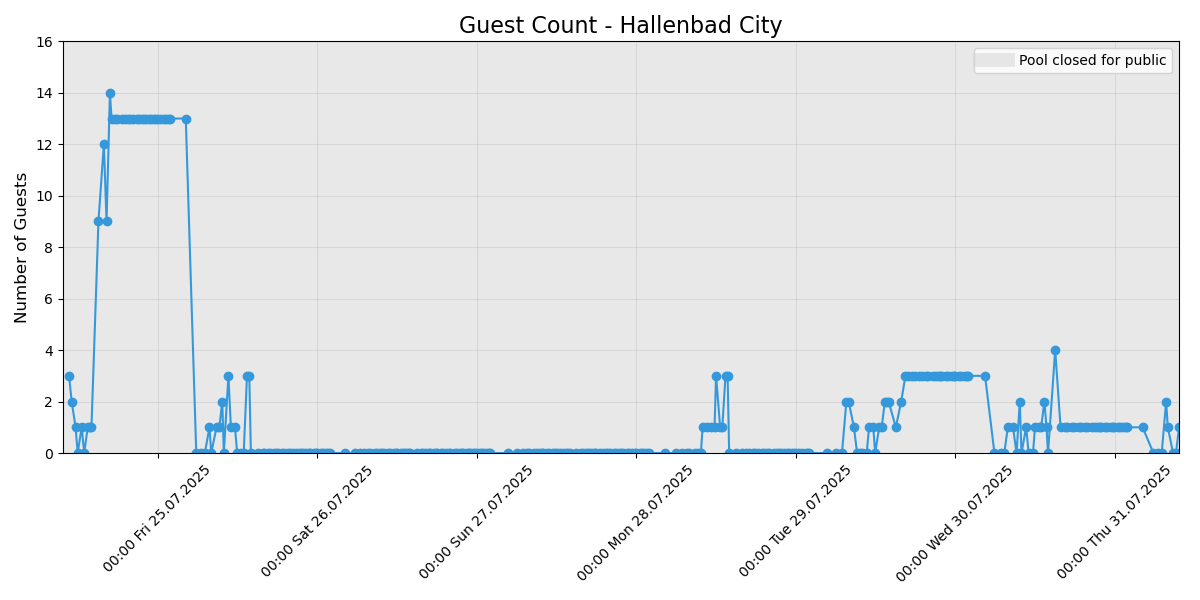 Guest Count - Hallenbad City
Pool closed for public
Number of Guests
16
14
12
10
8
6
4
2
0
00:00 Fri 25.07.2025
00:00 Sat 26.07.2025
00:00 Sun 27.07.2025
00:00 Mon 28.07.2025
00:00 Tue 29.07.2025
00:00 Wed 30.07.2025
00:00 Thu 31.07.2025